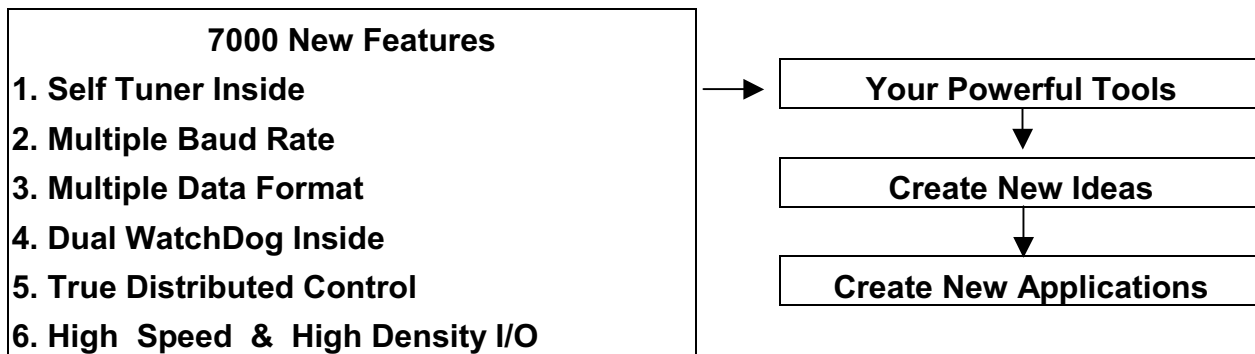 7000 New Features
1. Self Tuner Inside
2. Multiple Baud Rate
3. Multiple Data Format
4. Dual WatchDog Inside
5. True Distributed Control
6. High Speed & High Density I/O
Your Powerful Tools
Create New Ideas
Create New Applications